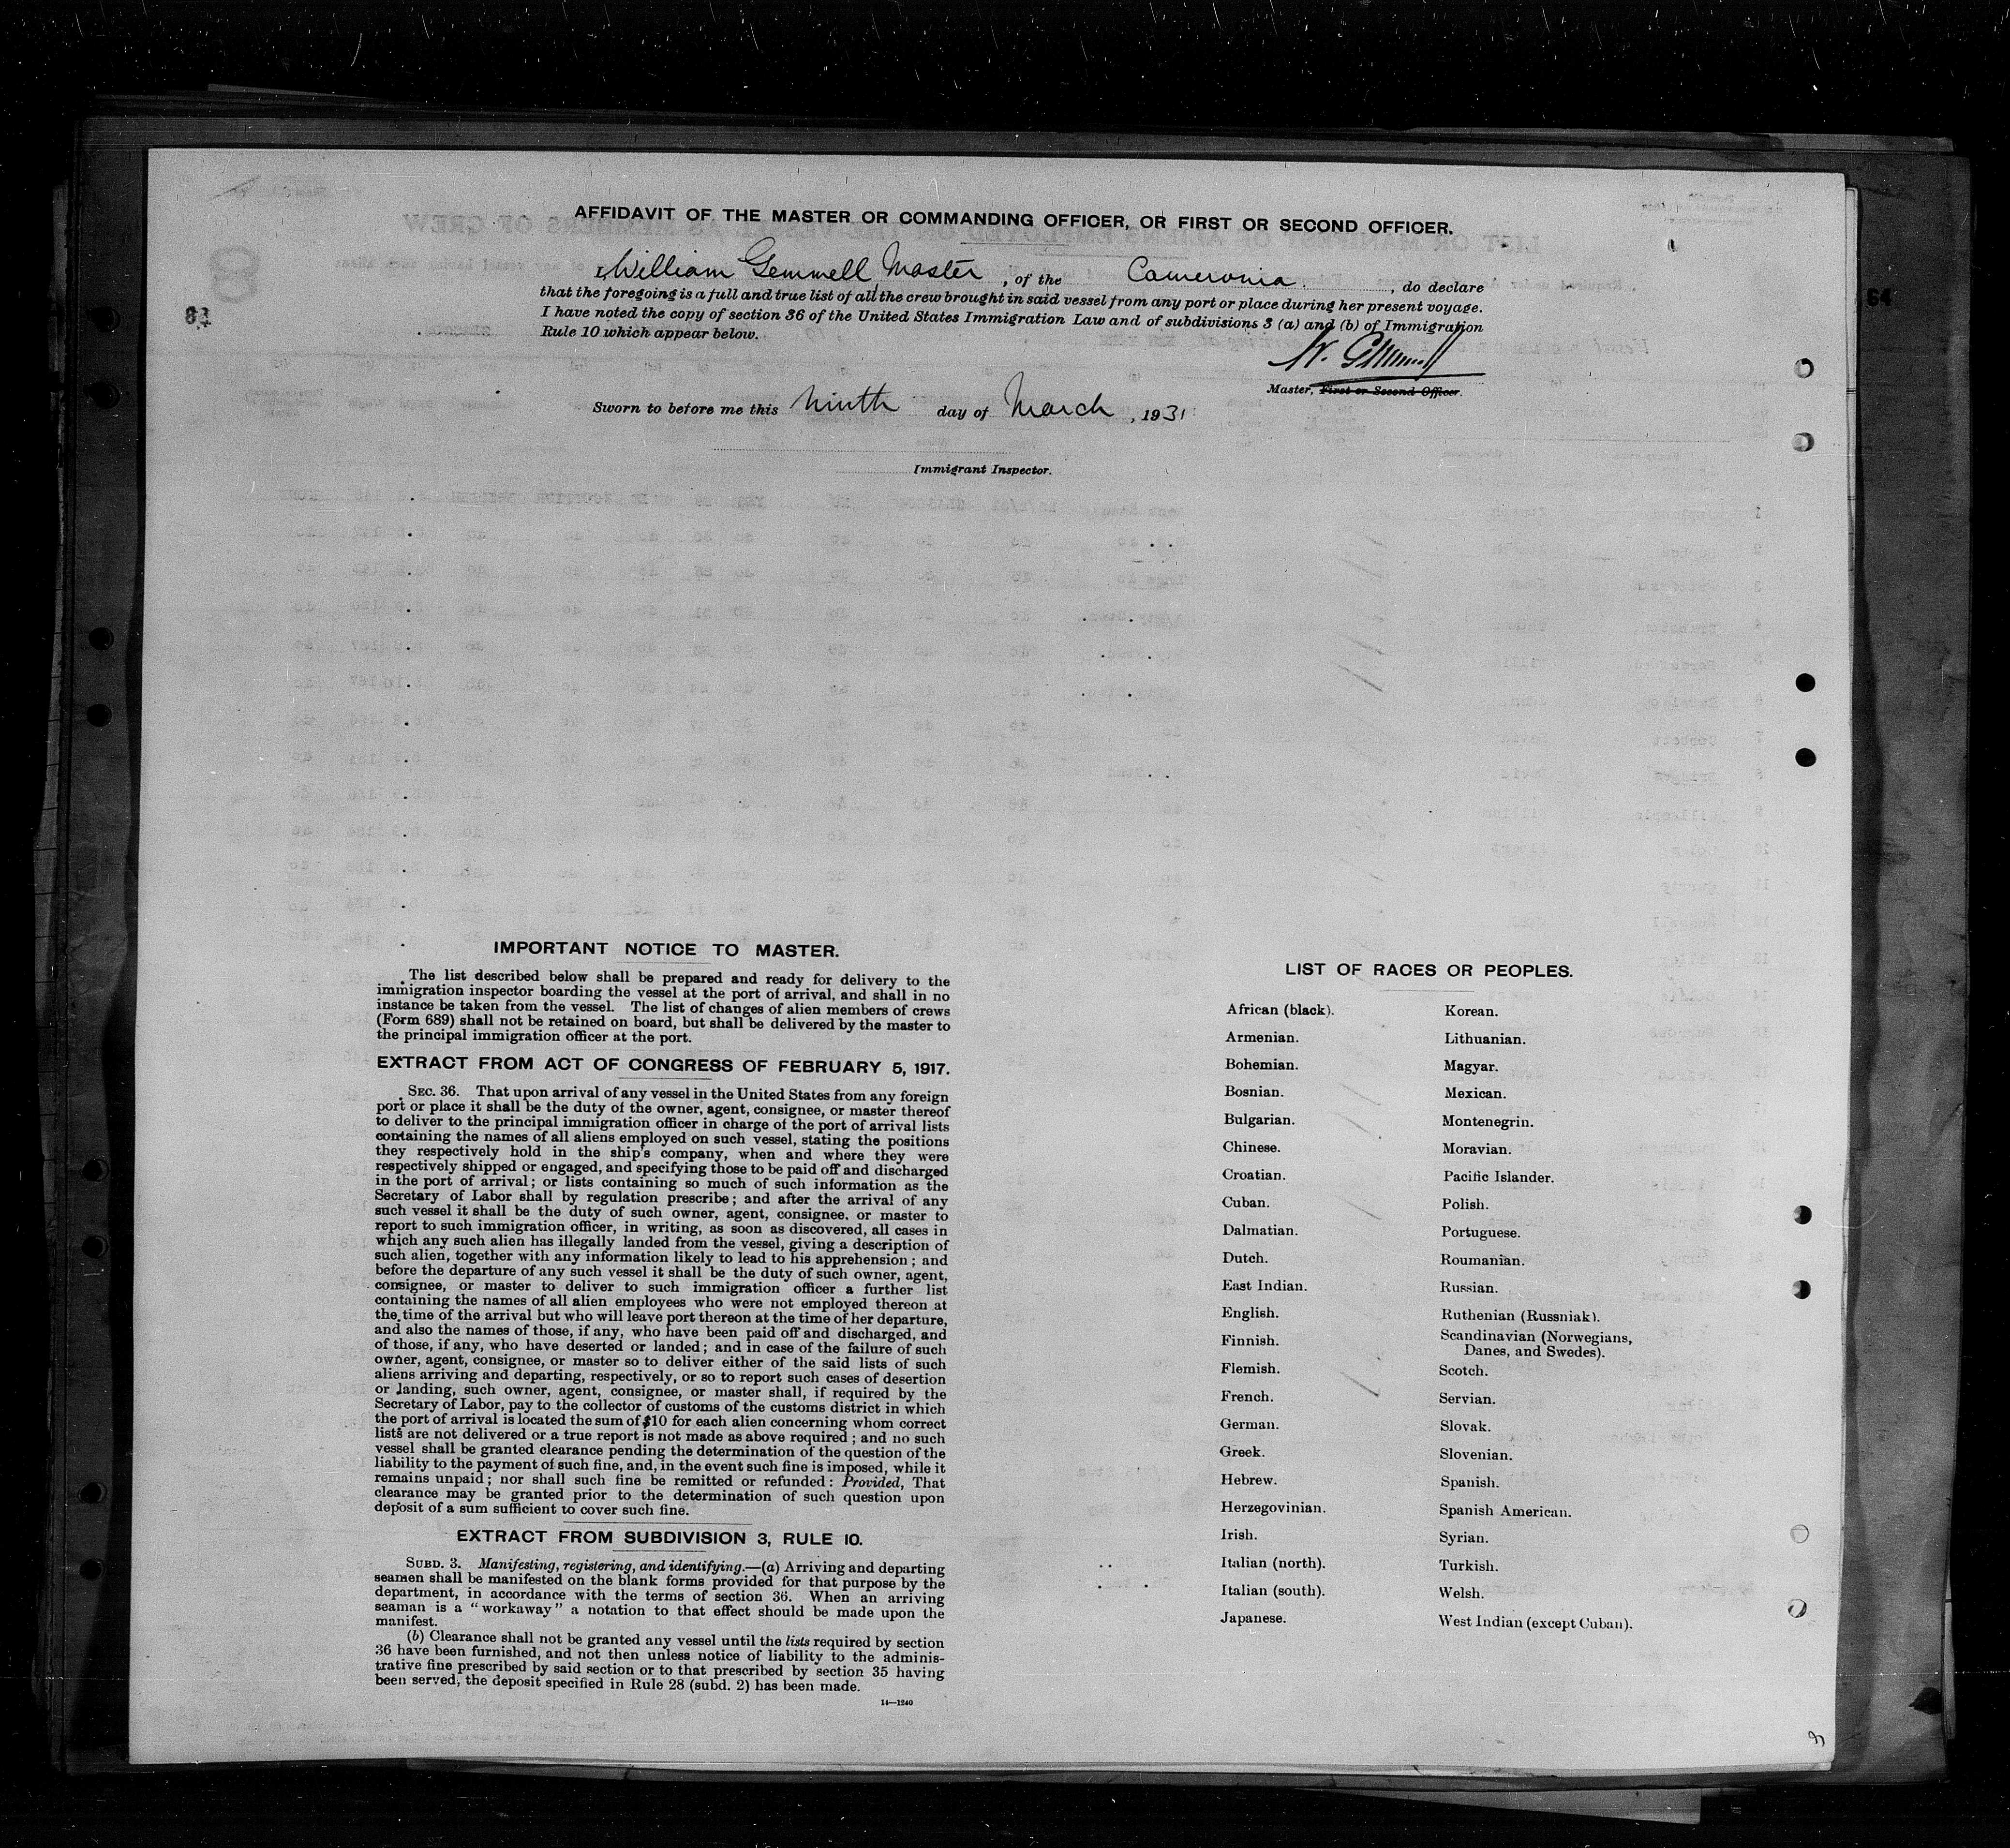 AFFIDAVIT OF THE MASTER OR COMMANDING OFFICER, OR FIRST OR SECOND OFFICER.
I, William Gemmell, Master, of the Cameronia, do declare
that the foregoing is a full and true list of all the crew brought in said vessel from any port or place during her present voyage.
I have noted the copy of section 36 of the United States Immigration Law and of subdivisions 3 (a) and (b) of Immigration
Rule 10 which appear below.
W. Gemmell
Master, First or Second Officer.
Sworn to before me this ninth day of March, 1931
Immigrant Inspector.
IMPORTANT NOTICE TO MASTER.
The list described below shall be prepared and ready for delivery to the
immigration inspector boarding the vessel at the port of arrival, and shall in no
instance be taken from the vessel. The list of changes of alien members of crews
(Form 689) shall not be retained on board, but shall be delivered by the master to
the principal immigration officer at the port.
EXTRACT FROM ACT OF CONGRESS OF FEBRUARY 5, 1917.
SEC. 36. That upon arrival of any vessel in the United States from any foreign
port or place it shall be the duty of the owner, agent, consignee, or master thereof
to deliver to the principal immigration officer in charge of the port of arrival lists
containing the names of all aliens employed on such vessel, stating the positions
they respectively hold in the ship's company, when and where they were
respectively shipped or engaged, and specifying those to be paid off and discharged
in the port of arrival; or lists containing so much of such information as the
Secretary of Labor shall by regulation prescribe; and after the arrival of any
such vessel it shall be the duty of such owner, agent, consignee, or master to
report to such immigration officer, in writing, as soon as discovered, all cases in
which any such alien has illegally landed from the vessel, giving a description of
such alien, together with any information likely to lead to his apprehension; and
before the departure of any such vessel it shall be the duty of such owner, agent,
consignee, or master to deliver to such immigration officer a further list
containing the names of all alien employees who were not employed thereon at
the time of the arrival but who will leave port thereon at the time of her departure,
and also the names of those, if any, who have been paid off and discharged, and
of those, if any, who have deserted or landed; and in case of the failure of such
owner, agent, consignee, or master so to deliver either of the said lists of such
aliens arriving and departing, respectively, or so to report such cases of desertion
or landing, such owner, agent, consignee, or master shall, if required by the
Secretary of Labor, pay to the collector of customs of the customs district in which
the port of arrival is located the sum of $10 for each alien concerning whom correct
lists are not delivered or a true report is not made as above required; and no such
vessel shall be granted clearance pending the determination of the question of the
liability to the payment of such fine, and, in the event such fine is imposed, while it
remains unpaid; nor shall such fine be remitted or refunded: Provided, That
clearance may be granted prior to the determination of such question upon
deposit of a sum sufficient to cover such fine.
EXTRACT FROM SUBDIVISION 3, RULE 10.
SUBD. 3. Manifesting, registering, and identifying.—(a) Arriving and departing
seamen shall be manifested on the blank forms provided for that purpose by the
department, in accordance with the terms of section 36. When an arriving
seaman is a "workaway" a notation to that effect should be made upon the
manifest.
(b) Clearance shall not be granted any vessel until the lists required by section
36 have been furnished, and not then unless notice of liability to the adminis-
trative fine prescribed by said section or to that prescribed by section 35 having
been served, the deposit specified in Rule 28 (subd. 2) has been made.
14—1240
LIST OF RACES OR PEOPLES.
African (black).
Armenian.
Bohemian.
Bosnian.
Bulgarian.
Chinese.
Croatian.
Cuban.
Dalmatian.
Dutch.
East Indian.
English.
Finnish.
Flemish.
French.
German.
Greek.
Hebrew.
Herzegovinian.
Irish.
Italian (north).
Italian (south).
Japanese.
Korean.
Lithuanian.
Magyar.
Mexican.
Montenegrin.
Moravian.
Pacific Islander.
Polish.
Portuguese.
Roumanian.
Russian.
Ruthenian (Russniak).
Scandinavian (Norwegians,
Danes, and Swedes).
Scotch.
Servian.
Slovak.
Slovenian.
Spanish.
Spanish American.
Syrian.
Turkish.
Welsh.
West Indian (except Cuban).